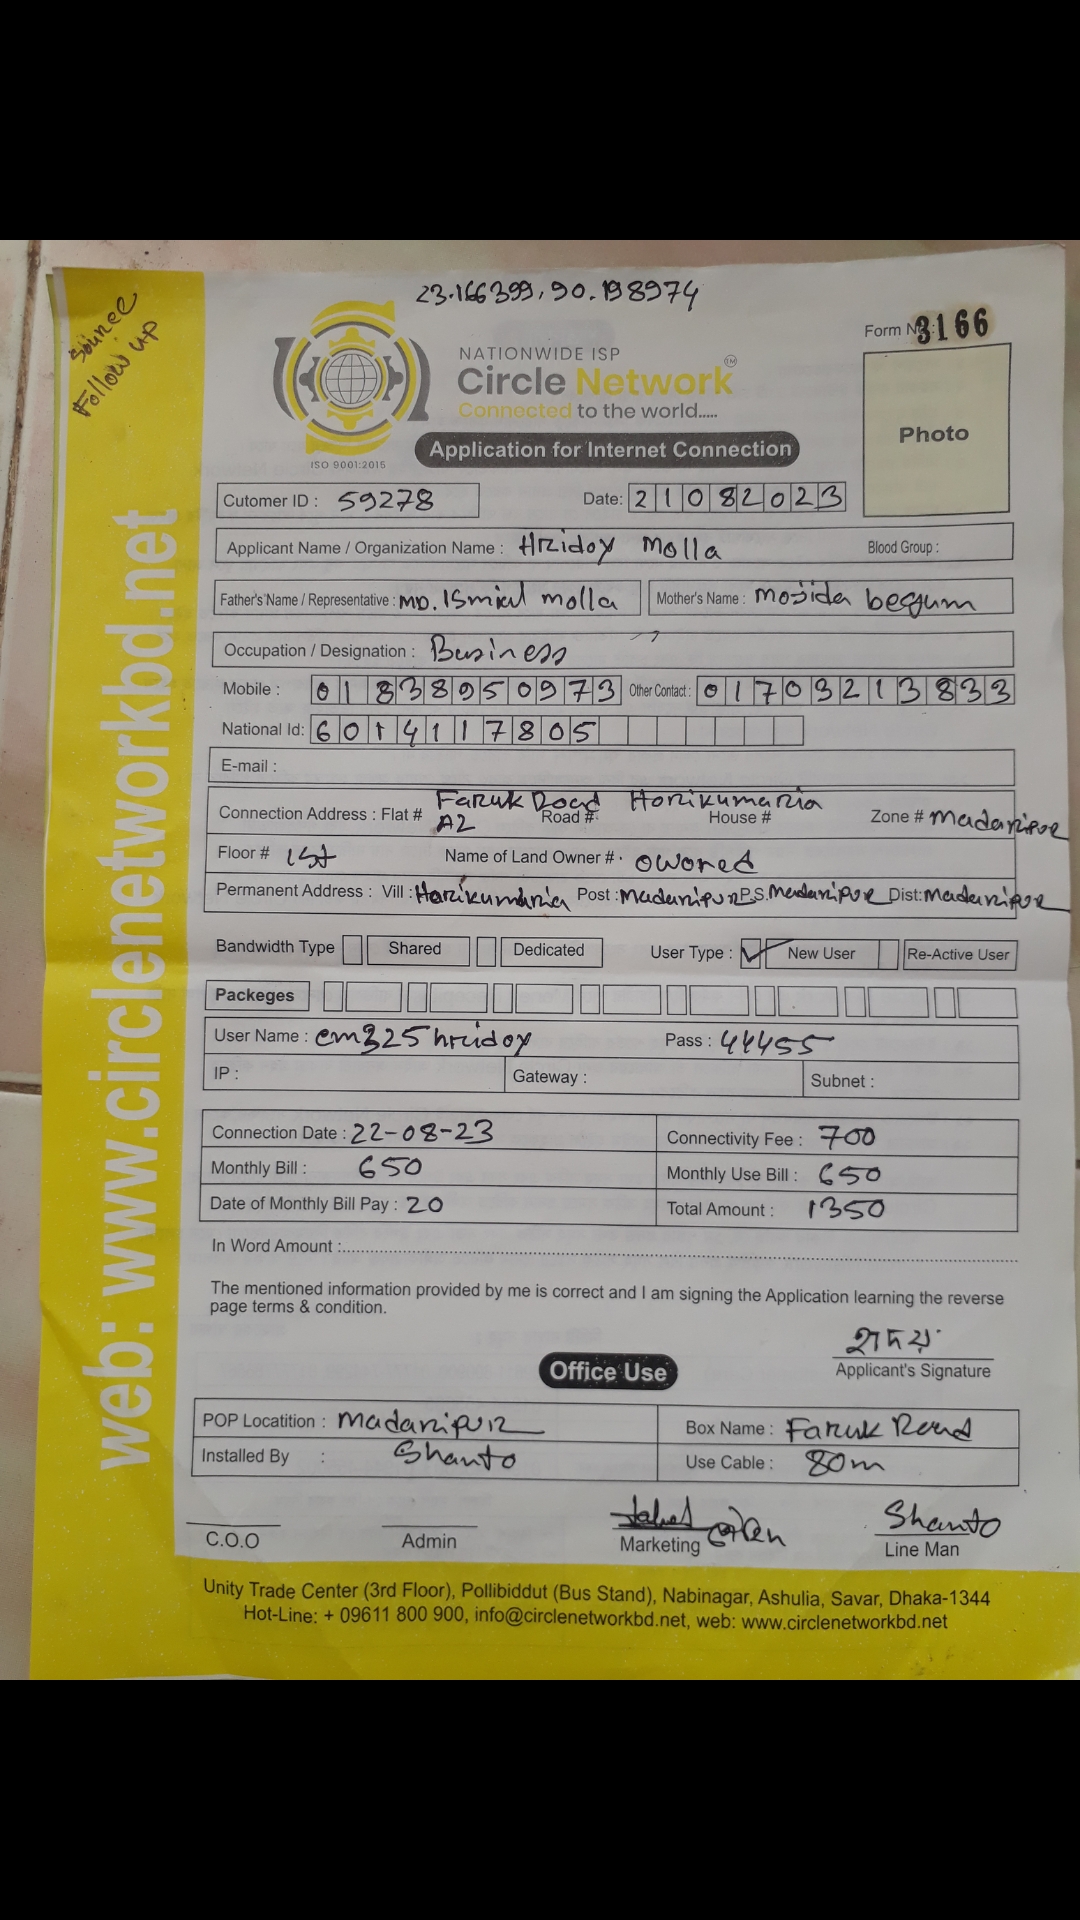 23.166399, 90.198974
Source
Follow up
Form No: 3166
NATIONWIDE ISP
Circle Network TM
Connected to the world.....
ISO 9001:2015
Application for Internet Connection
Photo
Cutomer ID : 59278
Date: 21082023
Applicant Name / Organization Name : Hridoy Molla Blood Group :
Father's Name / Representative : MD. Ismiel molla Mother's Name : mojida begum
Occupation / Designation : Business
Mobile : 01838950973 Other Contact : 01703213833
National Id: 6014117805
E-mail :
Faruk Road Horikumaria
Connection Address : Flat # A2 Road # House # Zone # Madaripur
Floor # 1st Name of Land Owner # owored
Permanent Address : Vill : Horikumaria Post : Madaripur P.S. Madaripur Dist: Madaripur
Bandwidth Type Shared Dedicated User Type : ✓ New User Re-Active User
Packeges
User Name : cm325hridoy Pass : 44455
IP : Gateway : Subnet :
Connection Date : 22-08-23 Connectivity Fee : 700
Monthly Bill : 650 Monthly Use Bill : 650
Date of Monthly Bill Pay : 20 Total Amount : 1350
In Word Amount :
The mentioned information provided by me is correct and I am signing the Application learning the reverse
page terms & condition.
হৃদয়
Applicant's Signature
Office Use
POP Locatition : Madaripur Box Name : Faruk Road
Installed By : Shanto Use Cable : 80m
Shanto
C.O.O Admin Marketing Line Man
Unity Trade Center (3rd Floor), Pollibiddut (Bus Stand), Nabinagar, Ashulia, Savar, Dhaka-1344
Hot-Line: + 09611 800 900, info@circlenetworkbd.net, web: www.circlenetworkbd.net
web: www.circlenetworkbd.net